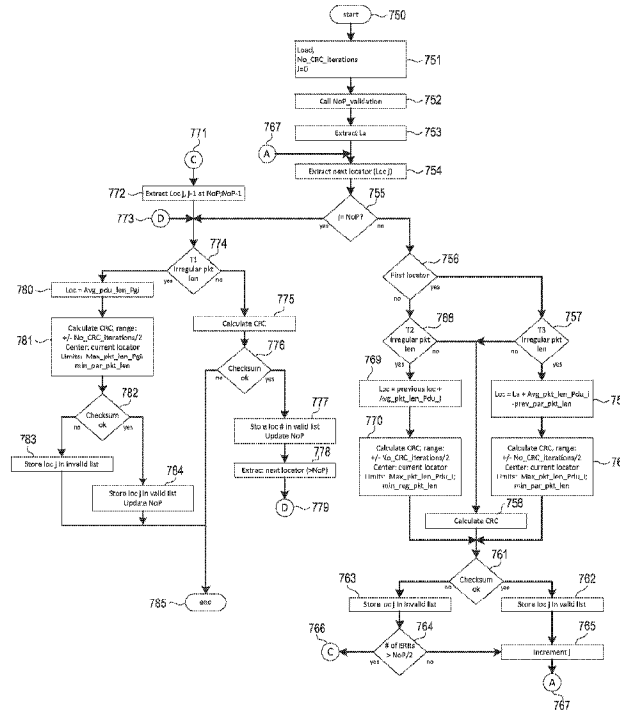 start
750
Load,
No_CRC_iterations
J=0
751
Call NoP_validation
752
Extract La
753
767
A
Extract next locator (Loc j)
754
771
C
772
Extract Loc j, j-1 at NoP/NoP-1
773
D
755
j= NoP?
yes
no
774
T1
irregular pkt
len
yes
no
756
First locator
no
yes
780
Loc = Avg_pdu_len_Pgi
775
Calculate CRC
768
T2
irregular pkt
len
no
yes
757
T3
irregular pkt
len
no
yes
781
Calculate CRC, range:
+/- No_CRC_iterations/2
Center: current locator
Limits: Max_pkt_len_Pgi
min_par_pkt_len
776
Checksum
ok
no
yes
769
Loc = previous loc +
Avg_pkt_len_Pdu_i
Loc = La + Avg_pkt_len_Pdu_i
-prev_par_pkt_len
75
782
Checksum
ok
no
yes
777
Store loc # in valid list
Update NoP
770
Calculate CRC, range:
+/- No_CRC_iterations/2
Center: current locator
Limits: Max_pkt_len_Pdu_i;
min_reg_pkt_len
Calculate CRC, range:
+/- No_CRC_iterations/2
Center: current locator
Limits: Max_pkt_len_Pdu_i;
min_par_pkt_len
76
783
Store loc j in invalid list
778
Extract next locator (>NoP)
784
Store loc j in valid list
Update NoP
D
779
758
Calculate CRC
761
Checksum
ok
no
yes
785
end
763
Store loc j in invalid list
762
Store loc j in valid list
766
C
764
# of
> NoP/2
yes
no
765
Increment j
A
767